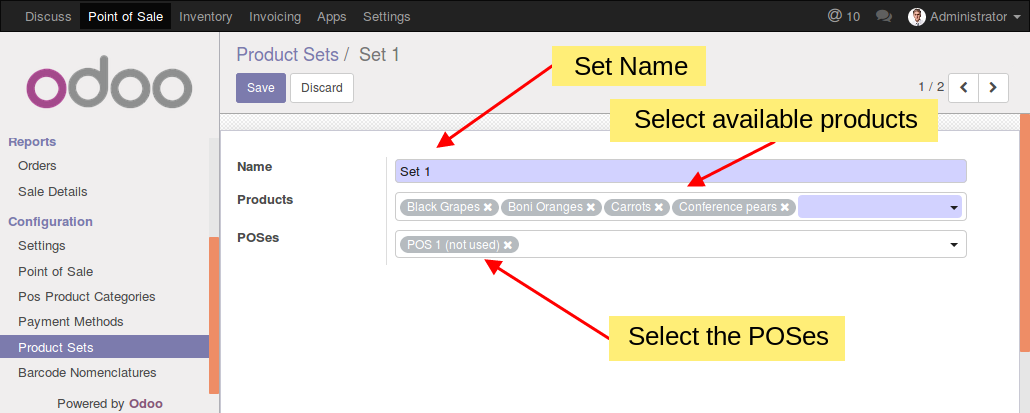 Discuss Point of Sale Inventory Invoicing Apps Settings @ 10 Administrator
odoo
Reports
Orders
Sale Details
Configuration
Settings
Point of Sale
Pos Product Categories
Payment Methods
Product Sets
Barcode Nomenclatures
Powered by Odoo
Product Sets / Set 1
Save Discard
1 / 2
Set Name
Select available products
Name Set 1
Products Black Grapes × Boni Oranges × Carrots × Conference pears ×
POSes POS 1 (not used) ×
Select the POSes